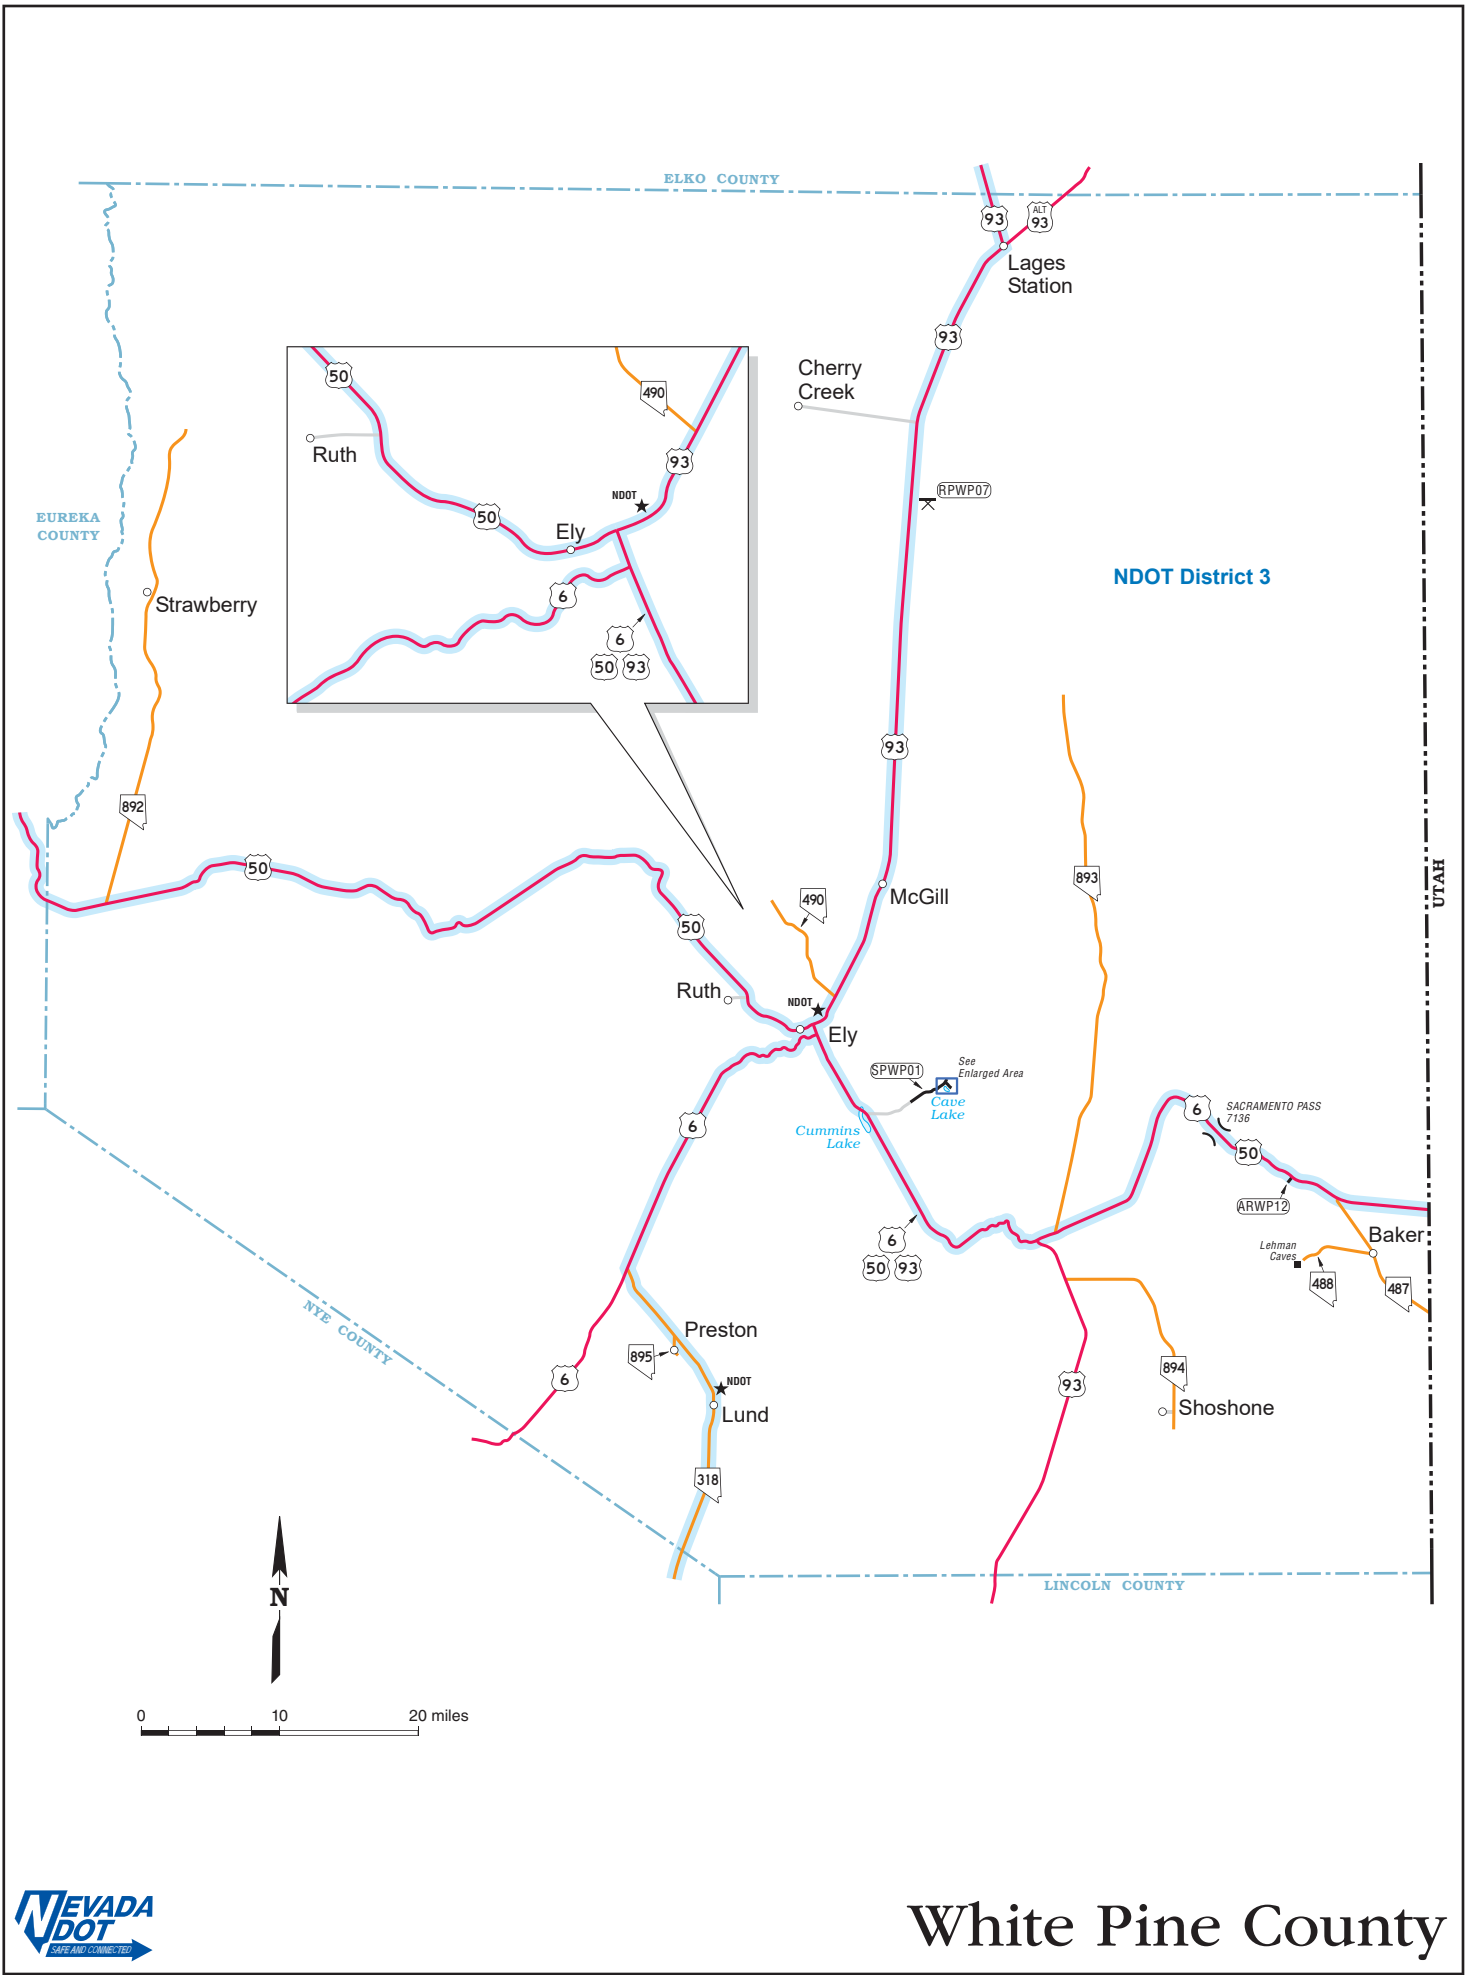 ELKO COUNTY
93
ALT
93
Lages
Station
93
Cherry
Creek
50
490
Ruth
93
NDOT
50
Ely
6
6
50 93
RPWP07
EUREKA
COUNTY
NDOT District 3
Strawberry
93
892
50
893
UTAH
McGill
490
50
Ruth
NDOT
Ely
SPWP01
See
Enlarged Area
Cave
Lake
Cummins
Lake
6
6
SACRAMENTO PASS
7136
50
ARWP12
6
50 93
Baker
Lehman
Caves
488
487
NYE COUNTY
Preston
895
6
NDOT
Lund
93
894
Shoshone
318
LINCOLN COUNTY
N
0 10 20 miles
NEVADA
DOT
SAFE AND CONNECTED
White Pine County